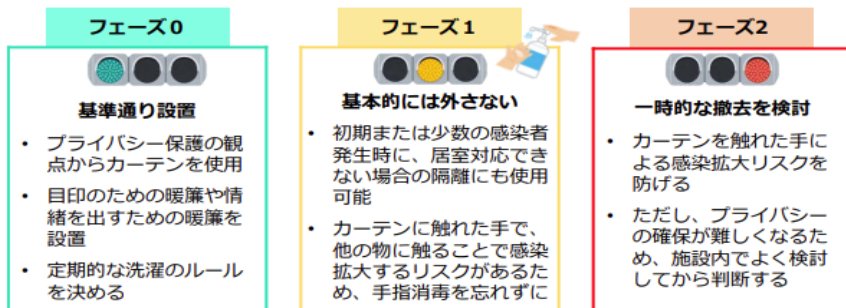 フェーズ0
基準通り設置
• プライバシー保護の観
点からカーテンを使用
• 目印のための暖簾や情
緒を出すための暖簾を
設置
• 定期的な洗濯のルール
を決める
フェーズ1
基本的には外さない
• 初期または少数の感染者
発生時に、居室対応でき
ない場合の隔離にも使用
可能
• カーテンに触れた手で、
他の物に触ることで感染
拡大するリスクがあるた
め、手指消毒を忘れずに
フェーズ2
一時的な撤去を検討
• カーテンを触れた手に
よる感染拡大リスクを
防げる
• ただし、プライバシー
の確保が難しくなるた
め、施設内でよく検討
してから判断する